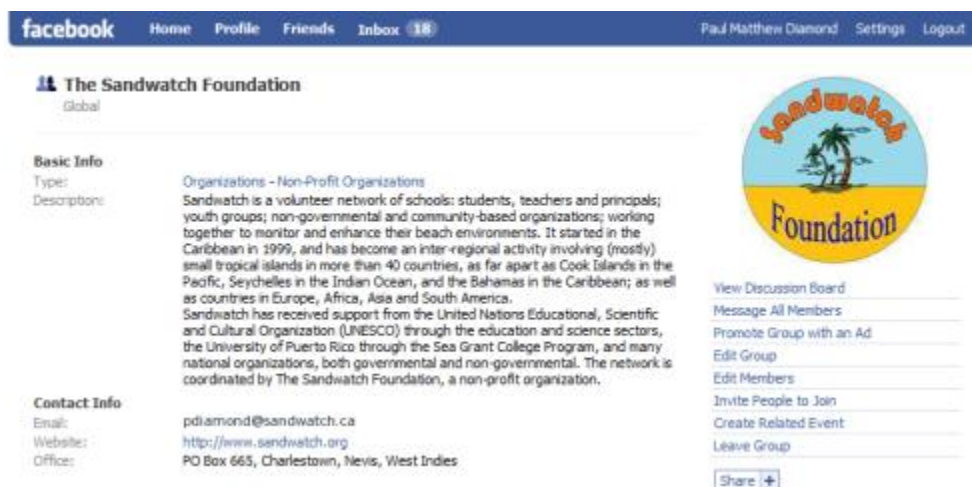 facebook Home Profile Friends Inbox 18 Paul Matthew Diamond Settings Logout
The Sandwatch Foundation
Global
Basic Info
Type: Organizations - Non-Profit Organizations
Description: Sandwatch is a volunteer network of schools: students, teachers and principals;
youth groups; non-governmental and community-based organizations; working
together to monitor and enhance their beach environments. It started in the
Caribbean in 1999, and has become an inter-regional activity involving (mostly)
small tropical islands in more than 40 countries, as far apart as Cook Islands in the
Pacific, Seychelles in the Indian Ocean, and the Bahamas in the Caribbean; as well
as countries in Europe, Africa, Asia and South America.
Sandwatch has received support from the United Nations Educational, Scientific
and Cultural Organization (UNESCO) through the education and science sectors,
the University of Puerto Rico through the Sea Grant College Program, and many
national organizations, both governmental and non-governmental. The network is
coordinated by The Sandwatch Foundation, a non-profit organization.
Contact Info
Email: pdiamond@sandwatch.ca
Website: http://www.sandwatch.org
Office: PO Box 665, Charlestown, Nevis, West Indies
Sandwatch
Foundation
View Discussion Board
Message All Members
Promote Group with an Ad
Edit Group
Edit Members
Invite People to Join
Create Related Event
Leave Group
Share +